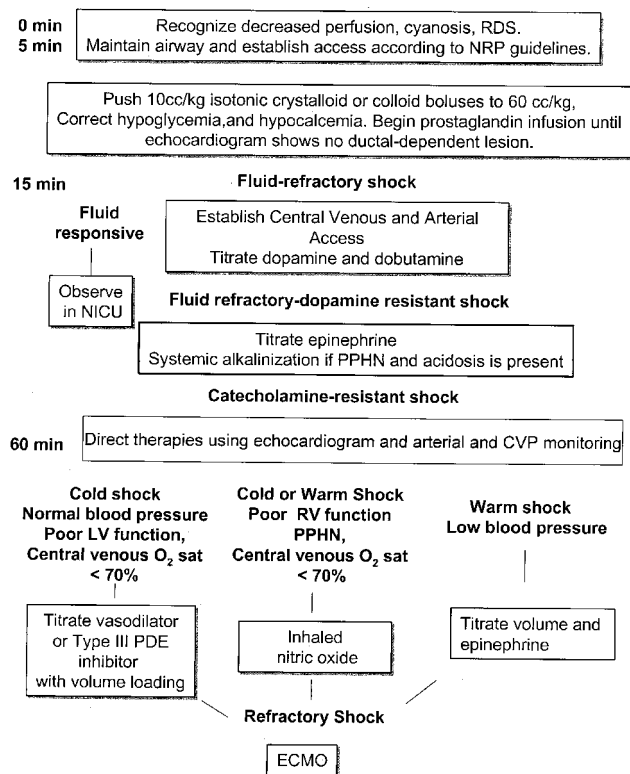 0 min
5 min
Recognize decreased perfusion, cyanosis, RDS.
Maintain airway and establish access according to NRP guidelines.
Push 10cc/kg isotonic crystalloid or colloid boluses to 60 cc/kg,
Correct hypoglycemia,and hypocalcemia. Begin prostaglandin infusion until
echocardiogram shows no ductal-dependent lesion.
15 min
Fluid-refractory shock
Fluid
responsive
Establish Central Venous and Arterial
Access
Titrate dopamine and dobutamine
Observe
in NICU
Fluid refractory-dopamine resistant shock
Titrate epinephrine
Systemic alkalinization if PPHN and acidosis is present
Catecholamine-resistant shock
60 min
Direct therapies using echocardiogram and arterial and CVP monitoring
Cold shock
Normal blood pressure
Poor LV function,
Central venous O₂ sat
< 70%
Cold or Warm Shock
Poor RV function
PPHN,
Central venous O₂ sat
< 70%
Warm shock
Low blood pressure
Titrate vasodilator
or Type III PDE
inhibitor
with volume loading
Inhaled
nitric oxide
Titrate volume and
epinephrine
Refractory Shock
ECMO